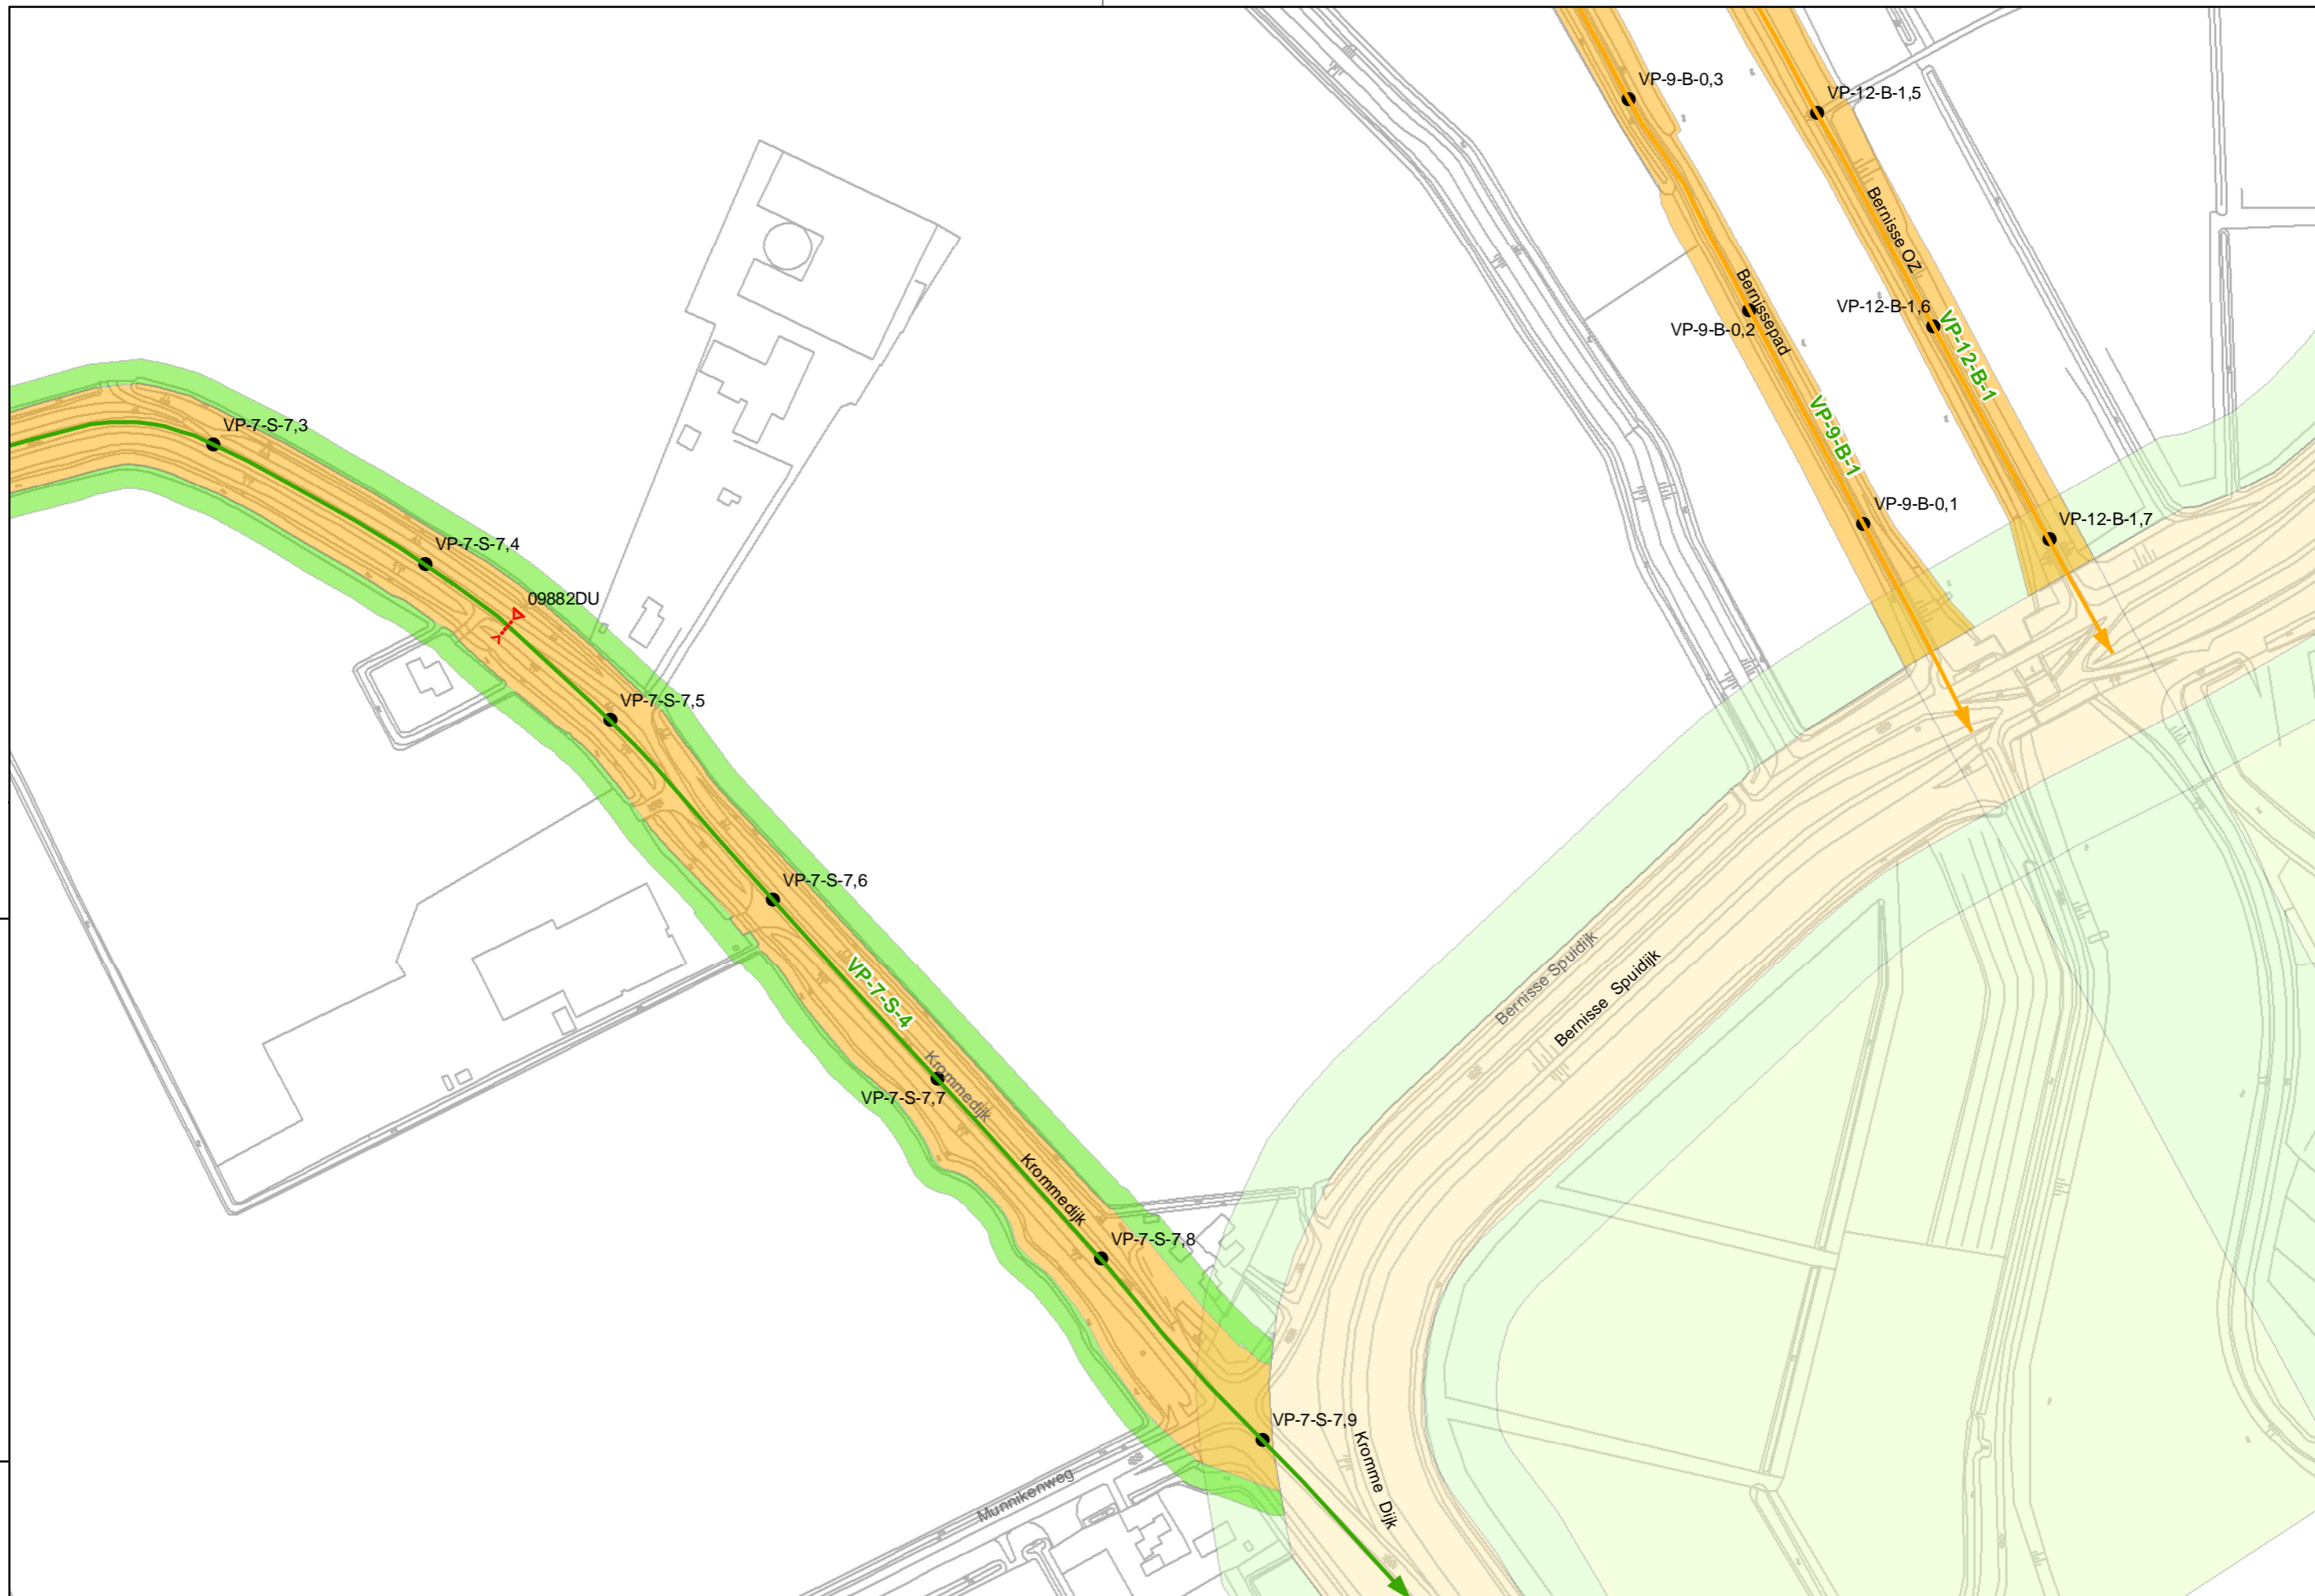 VP-9-B-0,3
VP-12-B-1,5
Bernisse OZ
Bernissepad
VP-12-B-1,6
VP-9-B-0,2
VP-12-B-1
VP-9-B-1
VP-7-S-7,3
VP-9-B-0,1
VP-12-B-1,7
VP-7-S-7,4
09882DU
VP-7-S-7,5
VP-7-S-7,6
Bernisse Spuidijk
Bernisse Spuidijk
VP-7-S-4
Krommedijk
VP-7-S-7,7
Krommedijk
VP-7-S-7,8
VP-7-S-7,9
Kromme Dijk
Munnikenweg